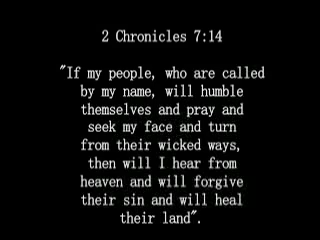 2 Chronicles 7:14
"If my people, who are called
by my name, will humble
themselves and pray and
seek my face and turn
from their wicked ways,
then will I hear from
heaven and will forgive
their sin and will heal
their land".